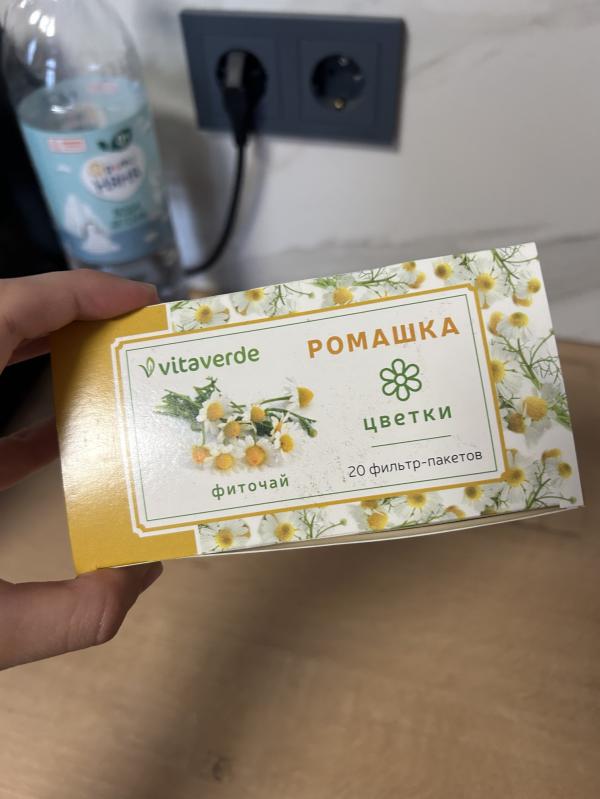 vitaverde
РОМАШКА
цветки
20 фильтр-пакетов
фиточай